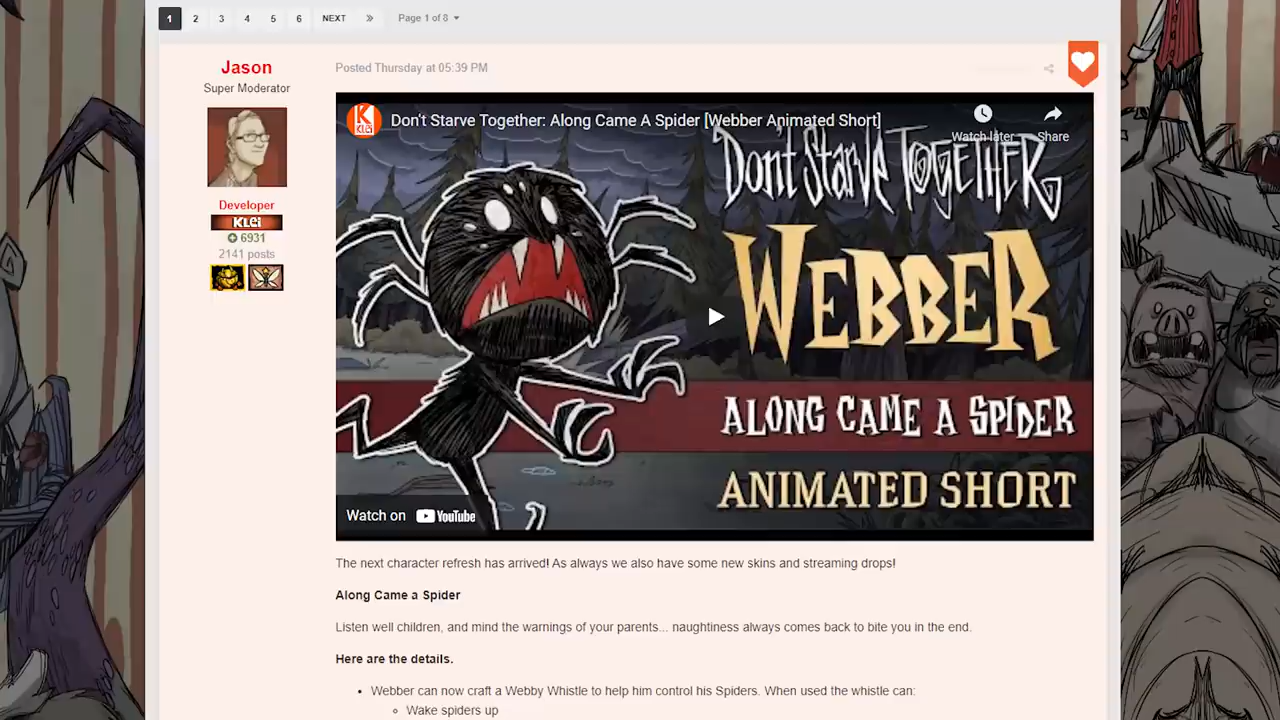 1 2 3 4 5 6 NEXT Page 1 of 8
Jason
Super Moderator
Developer
KLEi
6931
2141 posts
Posted Thursday at 05:39 PM
KLEi
Don't Starve Together: Along Came A Spider [Webber Animated Short]
Watch later
Share
DON'T STARVE TOGETHER
WEBBER
ALONG CAME A SPIDER
ANIMATED SHORT
Watch on YouTube
The next character refresh has arrived! As always we also have some new skins and streaming drops!
Along Came a Spider
Listen well children, and mind the warnings of your parents... naughtiness always comes back to bite you in the end.
Here are the details.
• Webber can now craft a Webby Whistle to help him control his Spiders. When used the whistle can:
○ Wake spiders up